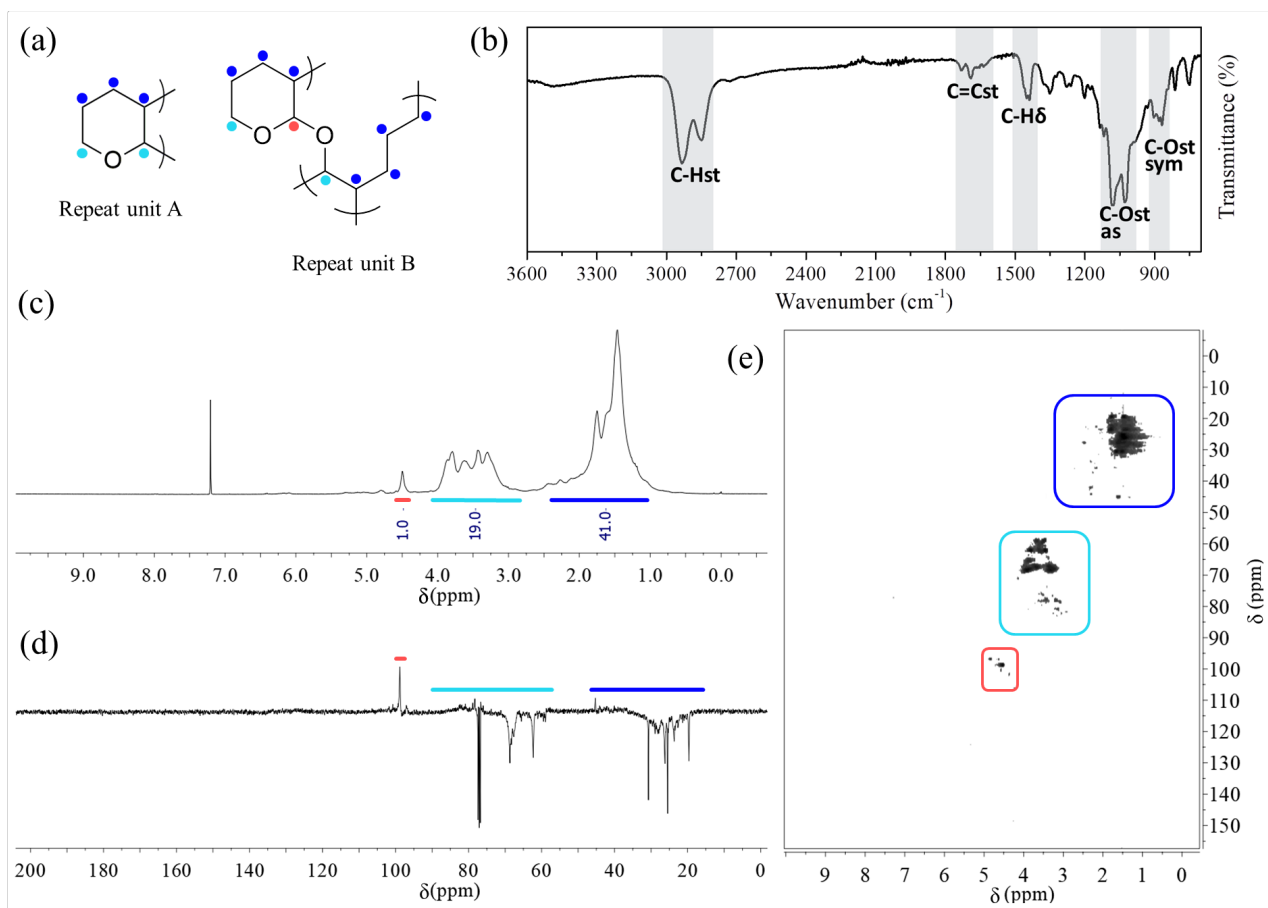 (a)
O
Repeat unit A
O
O
Repeat unit B
(b)
C-Hst
C=Cst
C-Hδ
C-Ost
as
C-Ost
sym
Transmittance (%)
3600 3300 3000 2700 2400 2100 1800 1500 1200 900
Wavenumber (cm-1)
(c)
1.0
19.0
41.0
9.0 8.0 7.0 6.0 5.0 4.0 3.0 2.0 1.0 0.0
δ(ppm)
(d)
200 180 160 140 120 100 80 60 40 20 0
δ(ppm)
(e)
0
10
20
30
40
50
60
70
80
90
100
110
120
130
140
150
δ (ppm)
9 8 7 6 5 4 3 2 1 0
δ (ppm)